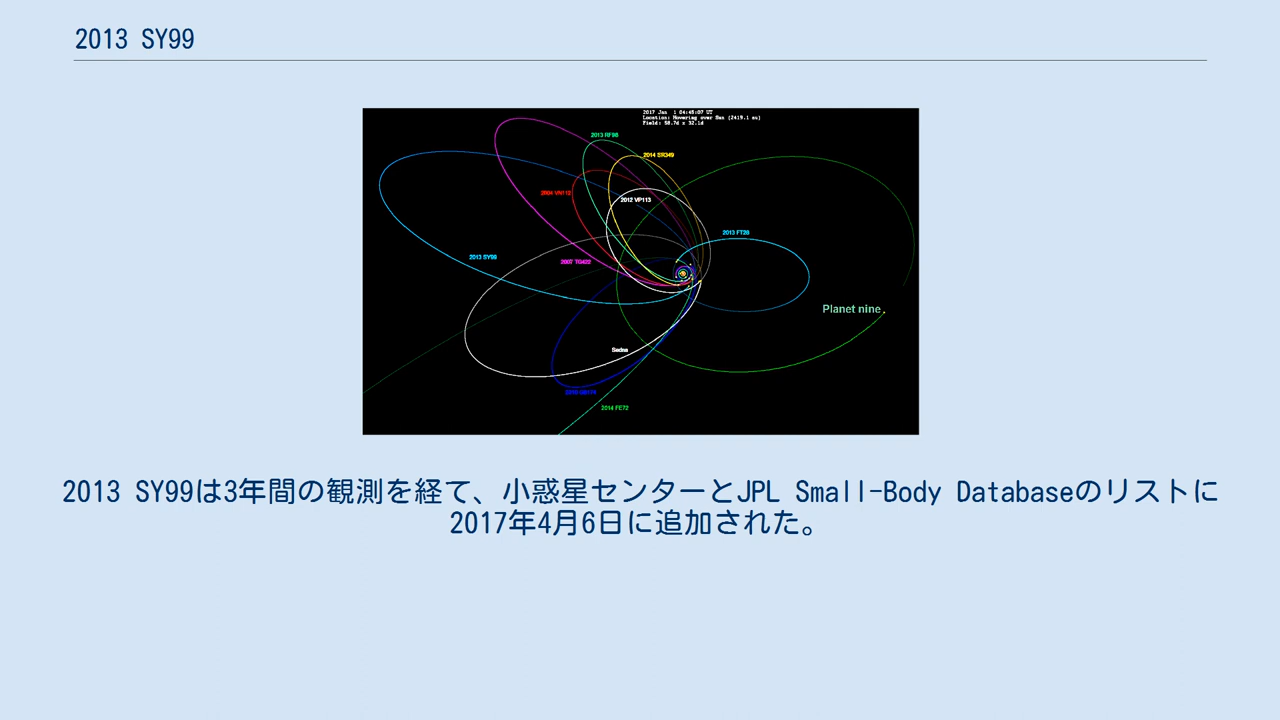 2013 SY99
2017 Jan 1 04:45:07 UT
Location: Hovering over Sun (2419.1 au)
Field: 58.7d x 32.1d
2013 RF98
2014 SR349
2004 VN112
2012 VP113
2013 FT28
2013 SY99
2007 TG422
Planet nine
Sedna
2014 FE72
2013 SY99は3年間の観測を経て、小惑星センターとJPL Small-Body Databaseのリストに
2017年4月6日に追加された。